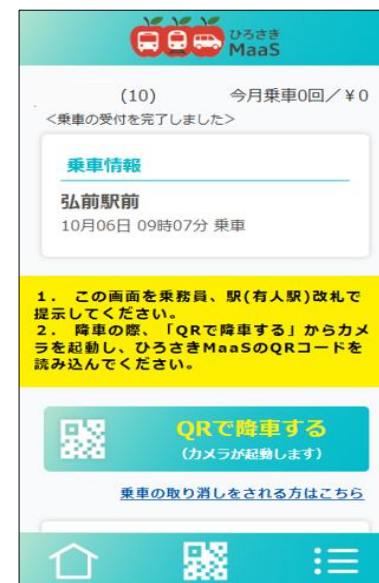 ひろさき
MaaS
(10) 今月乗車0回／¥0
<乗車の受付を完了しました>
乗車情報
弘前駅前
10月06日 09時07分 乗車
1． この画面を乗務員、駅(有人駅)改札で
提示してください。
2． 降車の際、「QRで降車する」からカメ
ラを起動し、ひろさきMaaSのQRコードを
読み込んでください。
QRで降車する
(カメラが起動します)
乗車の取り消しをされる方はこちら